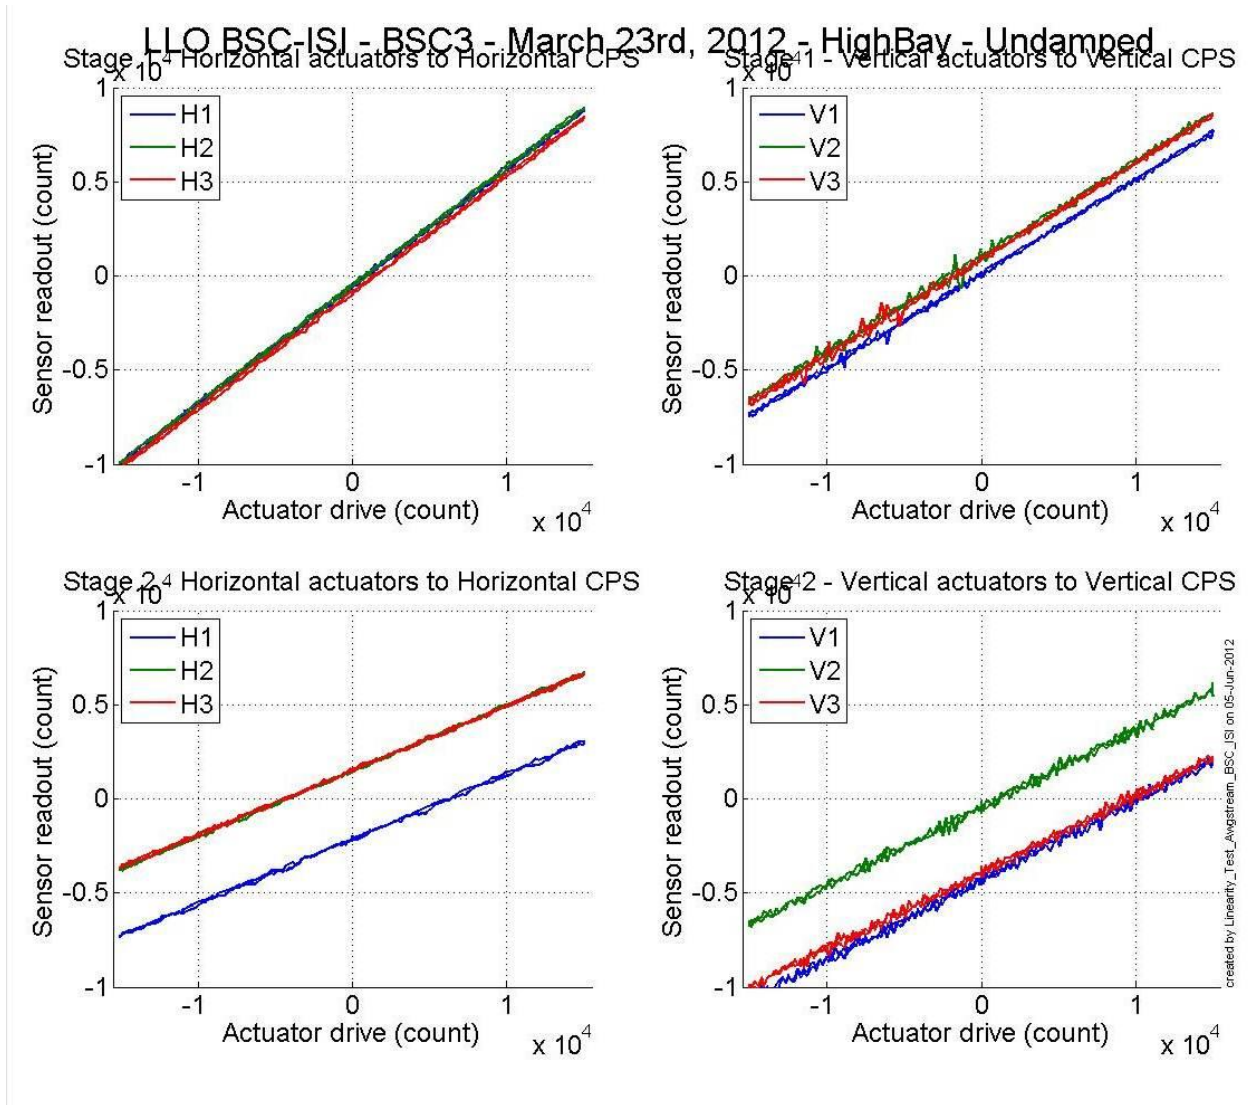 LLO BSC-ISI - BSC3 - March 23rd, 2012 - HighBay - Undamped
Stage 1 - Horizontal actuators to Horizontal CPS
x 10^4
1
0.5
0
-0.5
-1
Sensor readout (count)
H1
H2
H3
-1
0
1
Actuator drive (count)
x 10^4
Stage 1 - Vertical actuators to Vertical CPS
x 10^4
1
0.5
0
-0.5
-1
Sensor readout (count)
V1
V2
V3
-1
0
1
Actuator drive (count)
x 10^4
Stage 2 - Horizontal actuators to Horizontal CPS
x 10^4
1
0.5
0
-0.5
-1
Sensor readout (count)
H1
H2
H3
-1
0
1
Actuator drive (count)
x 10^4
Stage 2 - Vertical actuators to Vertical CPS
x 10^4
1
0.5
0
-0.5
-1
Sensor readout (count)
V1
V2
V3
-1
0
1
Actuator drive (count)
x 10^4
created by Linearity_Test_Awgstream_BSC_ISI on 05-Jun-2012